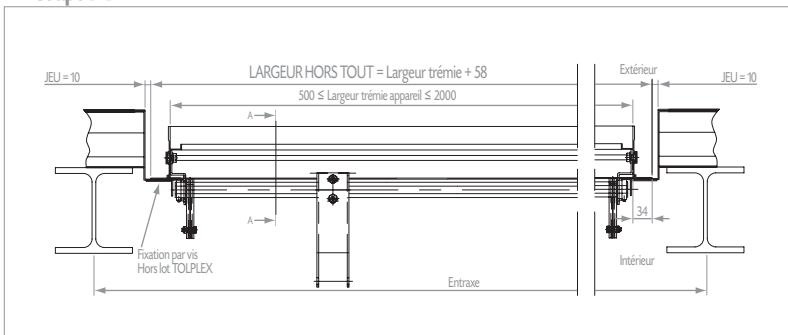 JEU = 10
LARGEUR HORS TOUT = Largeur trémie + 58
Extérieur
JEU = 10
500 ≤ Largeur trémie appareil ≤ 2000
A
A
34
Fixation par vis
Hors lot TOLPLEX
Intérieur
Entraxe